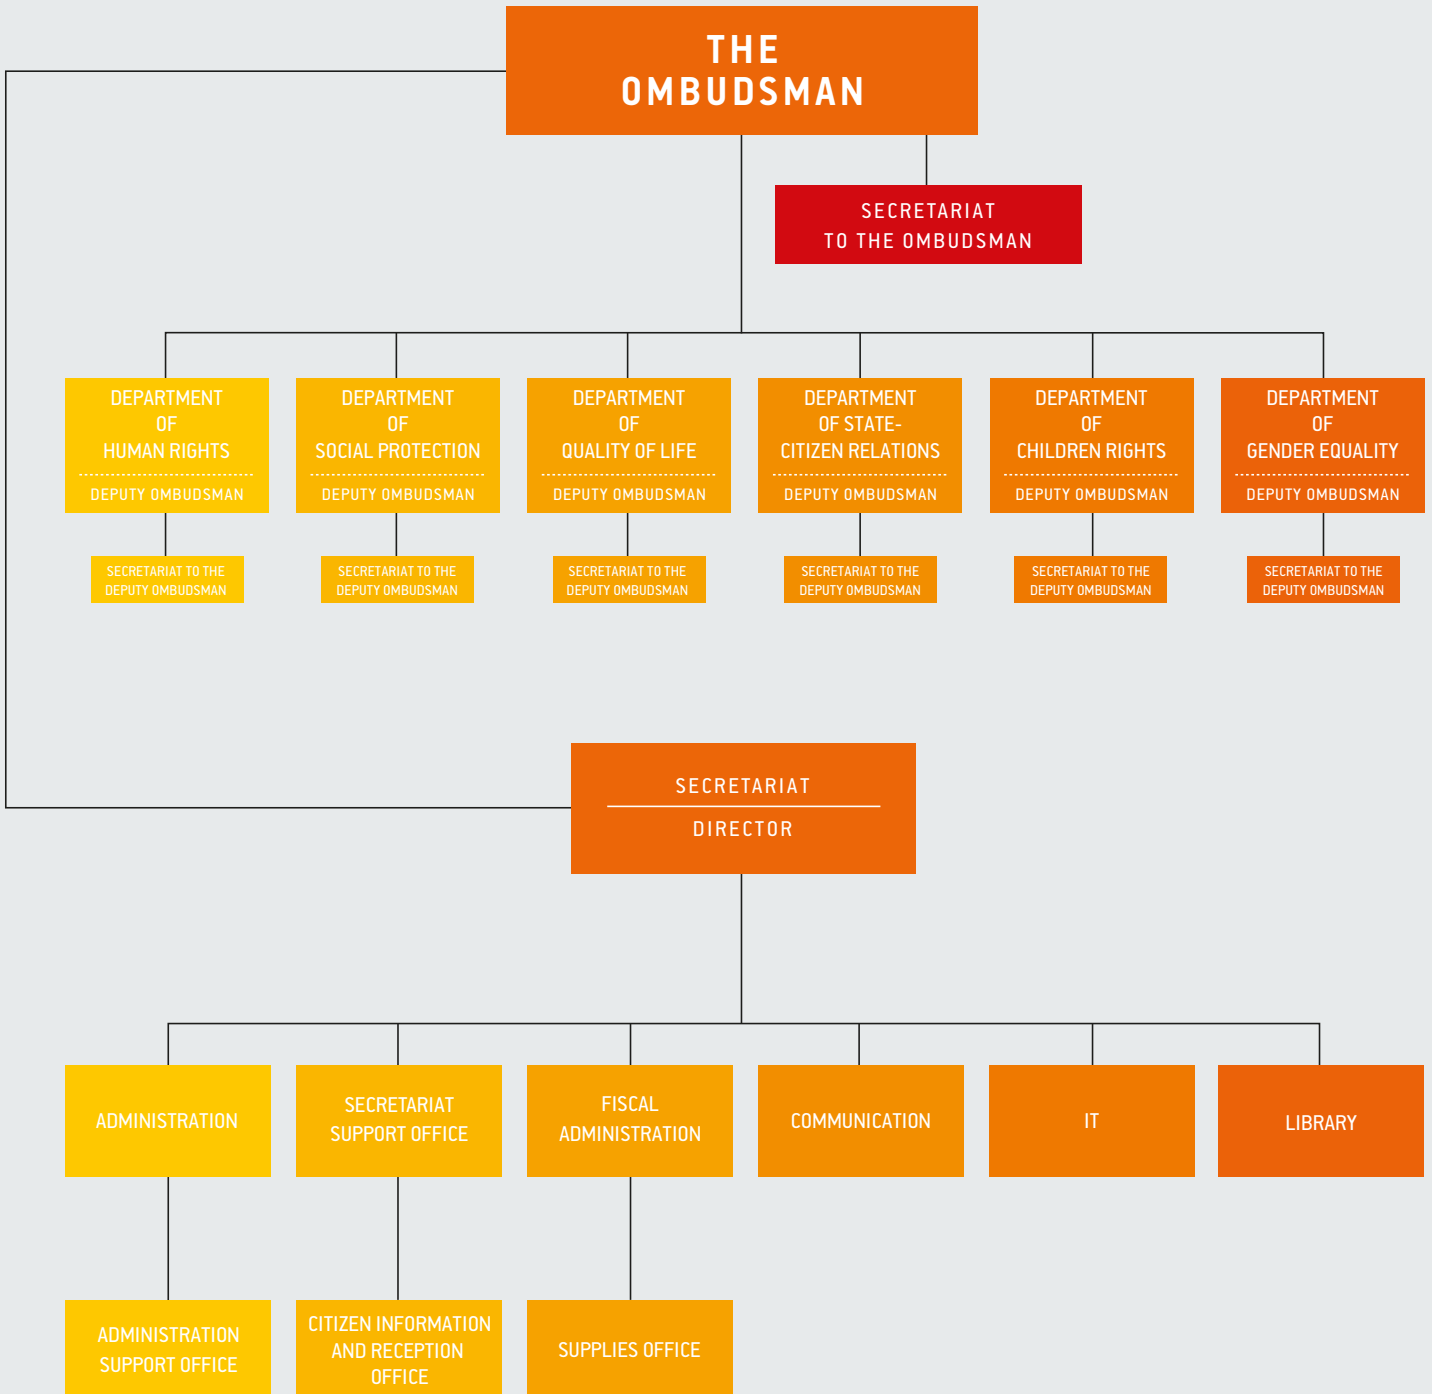 THE
OMBUDSMAN
SECRETARIAT
TO THE OMBUDSMAN
DEPARTMENT
OF
HUMAN RIGHTS
DEPUTY OMBUDSMAN
DEPARTMENT
OF
SOCIAL PROTECTION
DEPUTY OMBUDSMAN
DEPARTMENT
OF
QUALITY OF LIFE
DEPUTY OMBUDSMAN
DEPARTMENT
OF STATE-
CITIZEN RELATIONS
DEPUTY OMBUDSMAN
DEPARTMENT
OF
CHILDREN RIGHTS
DEPUTY OMBUDSMAN
DEPARTMENT
OF
GENDER EQUALITY
DEPUTY OMBUDSMAN
SECRETARIAT TO THE
DEPUTY OMBUDSMAN
SECRETARIAT TO THE
DEPUTY OMBUDSMAN
SECRETARIAT TO THE
DEPUTY OMBUDSMAN
SECRETARIAT TO THE
DEPUTY OMBUDSMAN
SECRETARIAT TO THE
DEPUTY OMBUDSMAN
SECRETARIAT TO THE
DEPUTY OMBUDSMAN
SECRETARIAT
DIRECTOR
ADMINISTRATION
SECRETARIAT
SUPPORT OFFICE
FISCAL
ADMINISTRATION
COMMUNICATION
IT
LIBRARY
ADMINISTRATION
SUPPORT OFFICE
CITIZEN INFORMATION
AND RECEPTION
OFFICE
SUPPLIES OFFICE